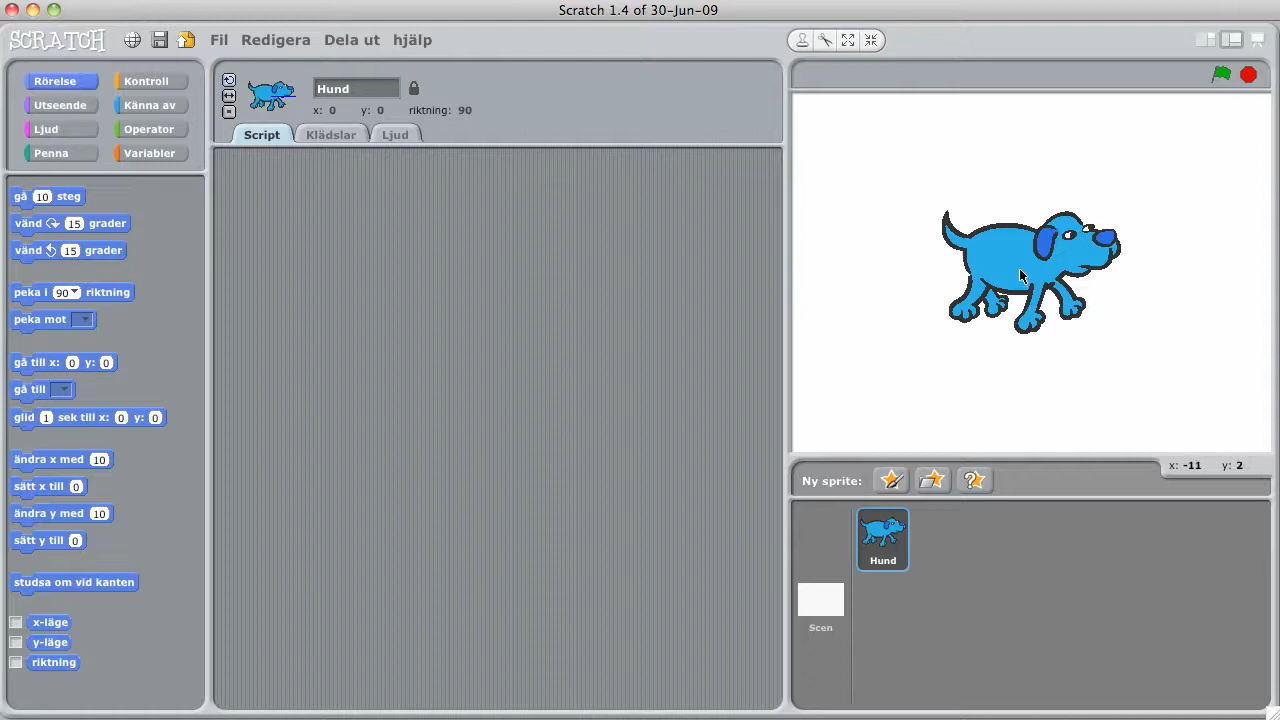 Scratch 1.4 of 30-Jun-09
SCRATCH Fil Redigera Dela ut hjälp
Rörelse Kontroll
Utseende Känna av
Ljud Operator
Penna Variabler
Hund
x: 0 y: 0 riktning: 90
Script Klädslar Ljud
gå 10 steg
vänd 15 grader
vänd 15 grader
peka i 90 riktning
peka mot
gå till x: 0 y: 0
gå till
glid 1 sek till x: 0 y: 0
ändra x med 10
sätt x till 0
ändra y med 10
sätt y till 0
studsa om vid kanten
x-läge
y-läge
riktning
x: -11 y: 2
Ny sprite:
Hund
Scen